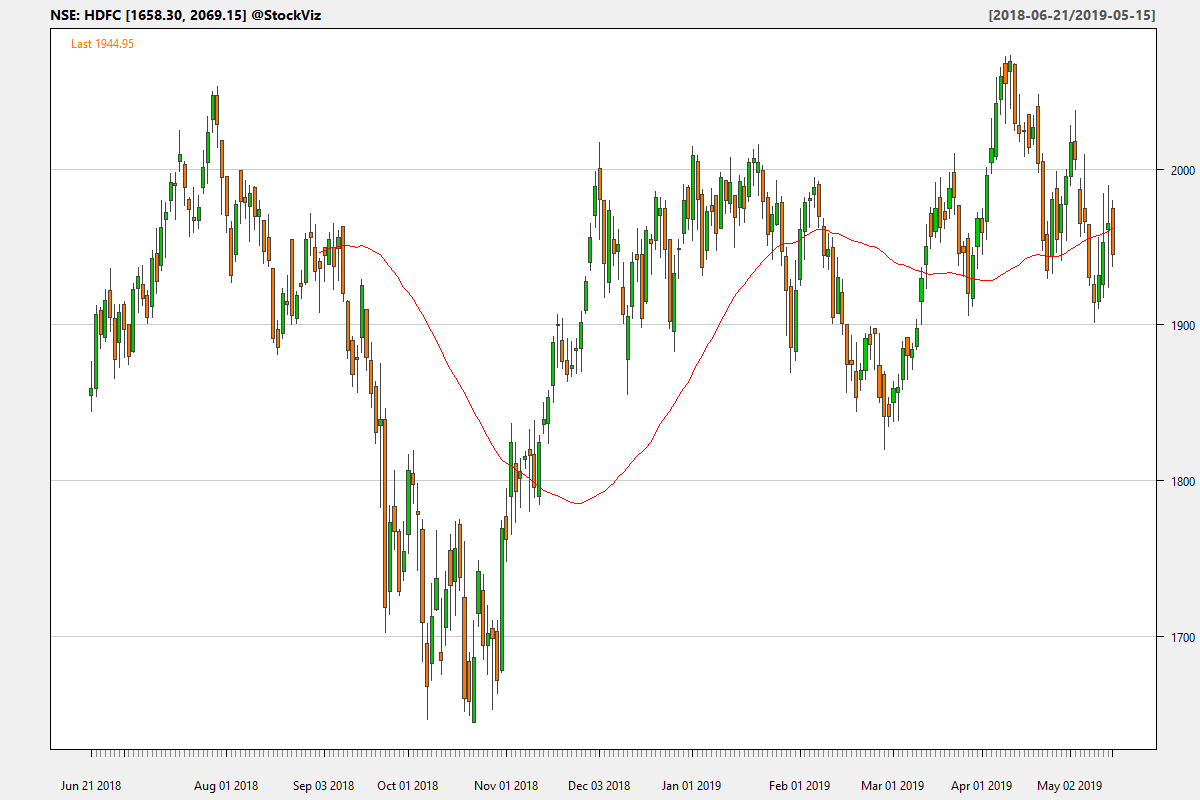 NSE: HDFC [1658.30, 2069.15] @StockViz [2018-06-21/2019-05-15]
Last 1944.95
2000
1900
1800
1700
Jun 21 2018 Aug 01 2018 Sep 03 2018 Oct 01 2018 Nov 01 2018 Dec 03 2018 Jan 01 2019 Feb 01 2019 Mar 01 2019 Apr 01 2019 May 02 2019